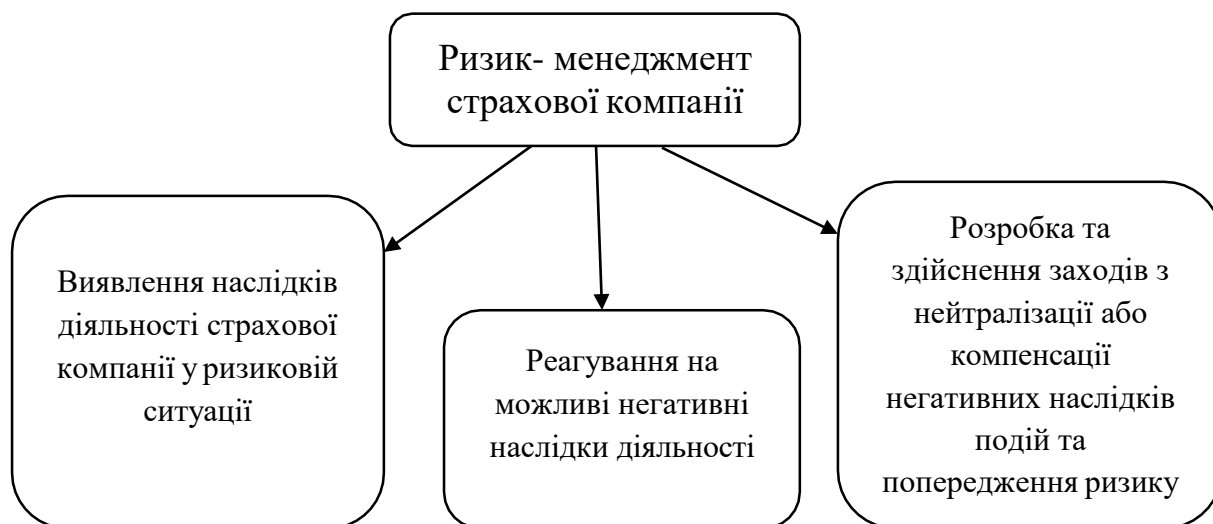 Ризик- менеджмент
страхової компанії
Виявлення наслідків
діяльності страхової
компанії у ризиковій
ситуації
Реагування на
можливі негативні
наслідки діяльності
Розробка та
здійснення заходів з
нейтралізації або
компенсації
негативних наслідків
подій та
попередження ризику